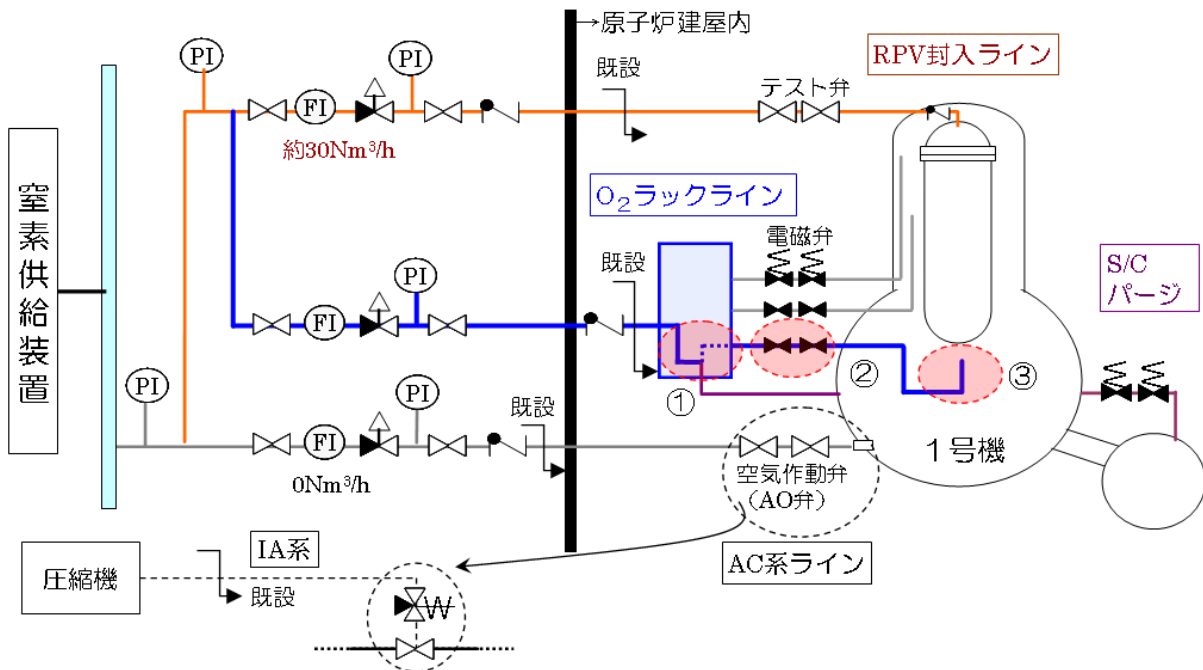 →原子炉建屋内
RPV封入ライン
PI
PI
既設
テスト弁
FI
約30Nm³/h
窒素供給装置
O₂ラックライン
電磁弁
PI
既設
S/C
パージ
FI
②
③
①
PI
PI
既設
FI
0Nm³/h
1号機
空気作動弁
（AO弁）
IA系
AC系ライン
圧縮機
既設